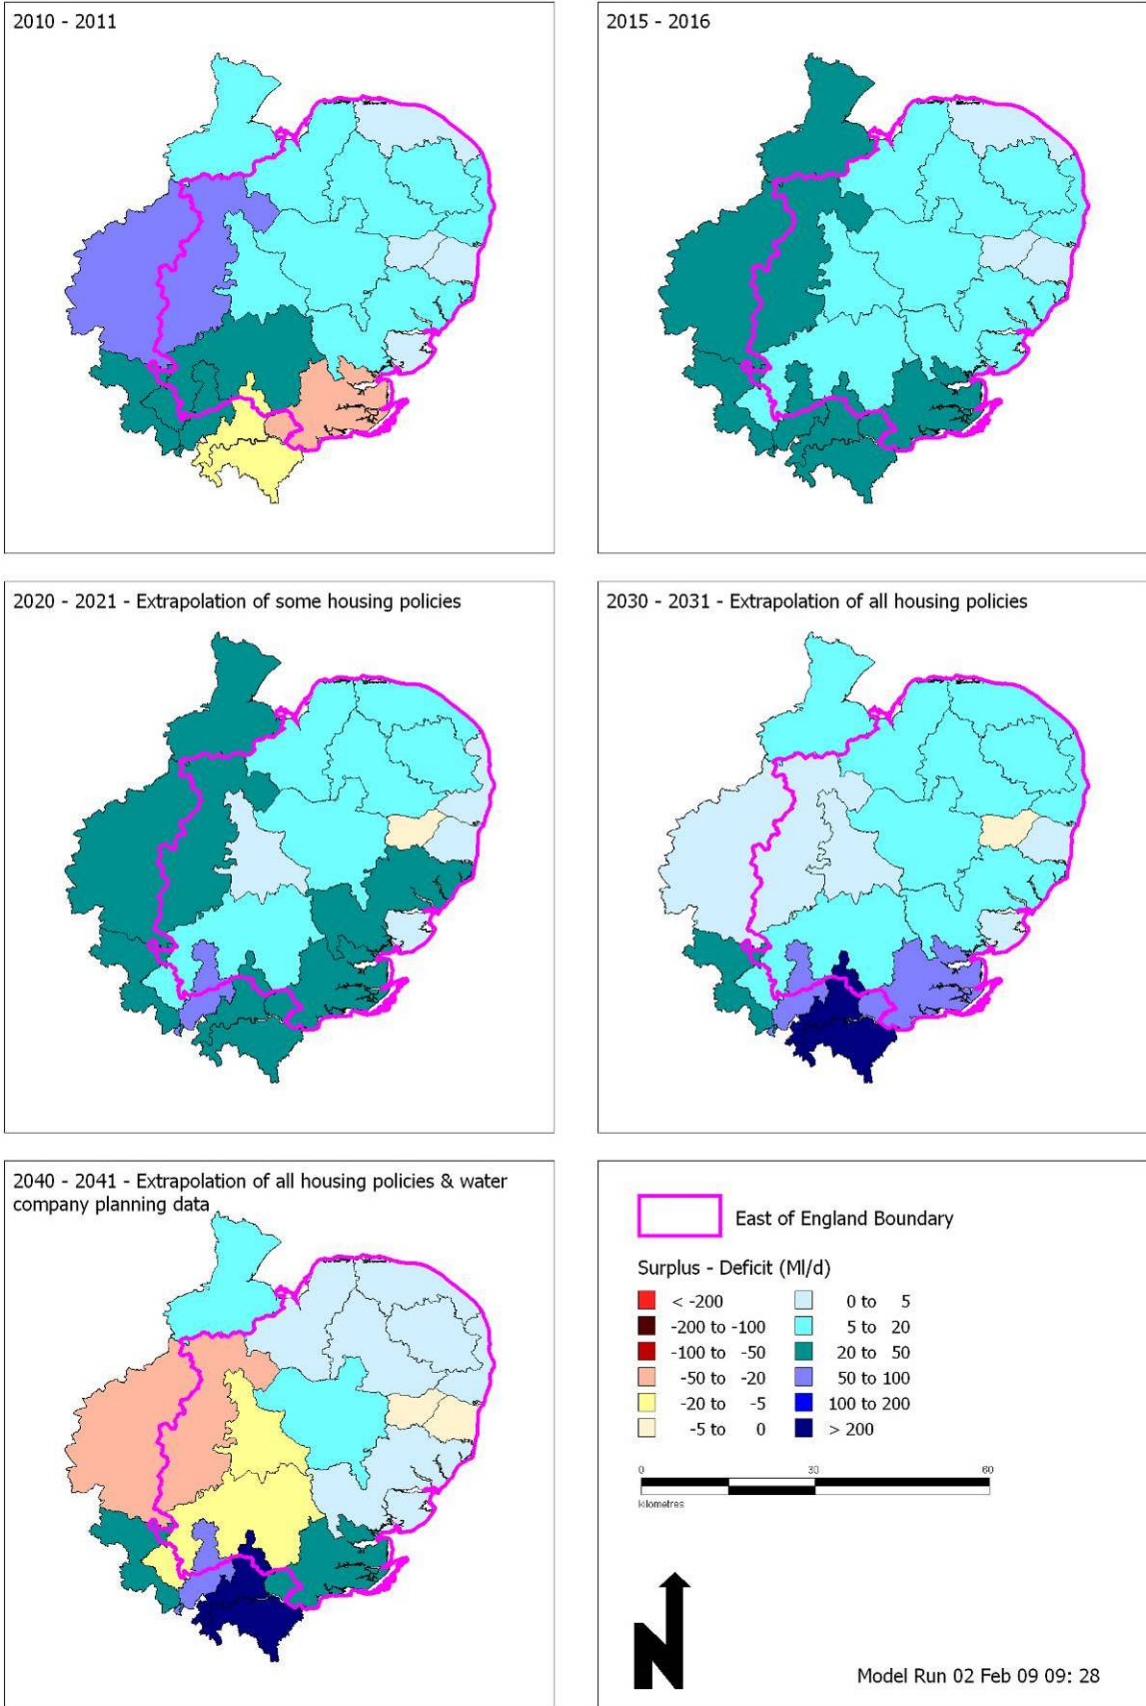 2010 - 2011
2015 - 2016
2020 - 2021 - Extrapolation of some housing policies
2030 - 2031 - Extrapolation of all housing policies
2040 - 2041 - Extrapolation of all housing policies & water
company planning data
East of England Boundary
Surplus - Deficit (Ml/d)
< -200
-200 to -100
-100 to -50
-50 to -20
-20 to -5
-5 to 0
0 to 5
5 to 20
20 to 50
50 to 100
100 to 200
> 200
0 30 60
kilometres
N
Model Run 02 Feb 09 09: 28